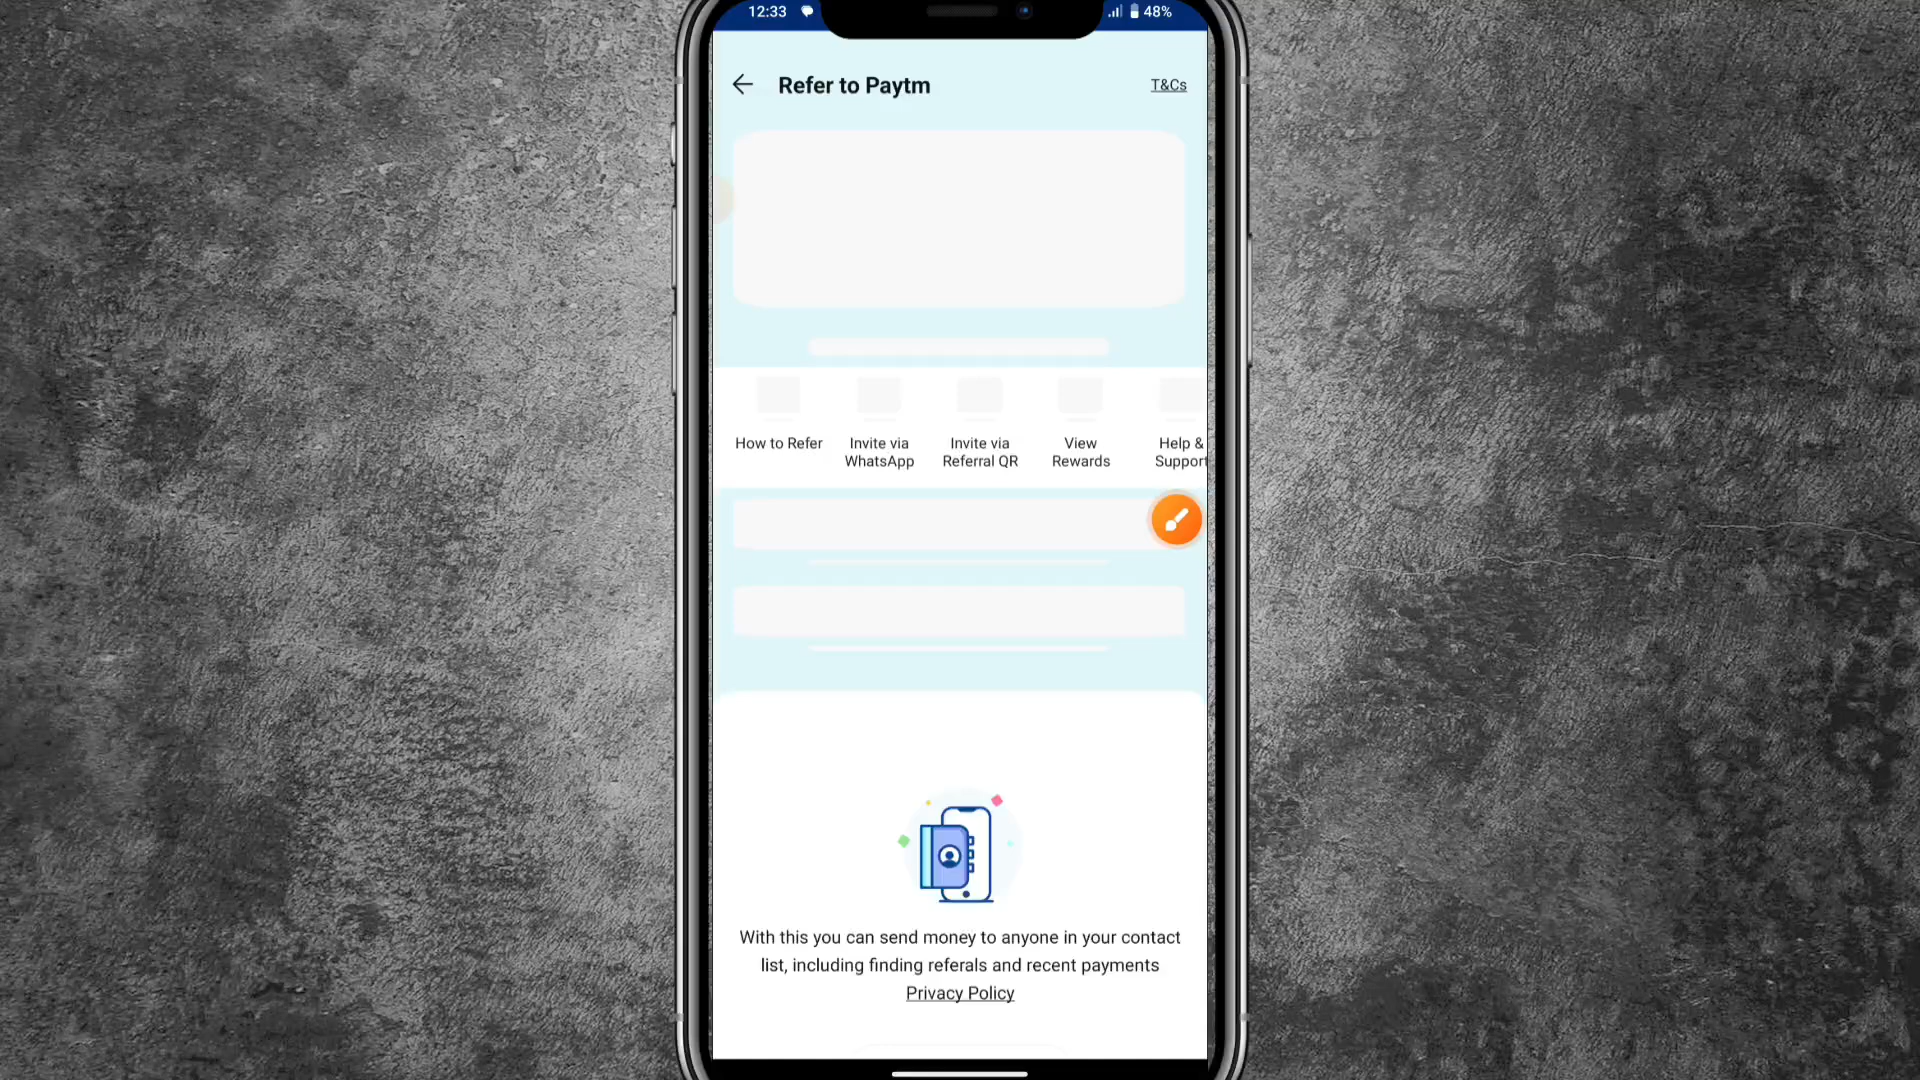 12:33
48%
Refer to Paytm
T&Cs
How to Refer
Invite via
WhatsApp
Invite via
Referral QR
View
Rewards
Help &
Support
With this you can send money to anyone in your contact
list, including finding referals and recent payments
Privacy Policy